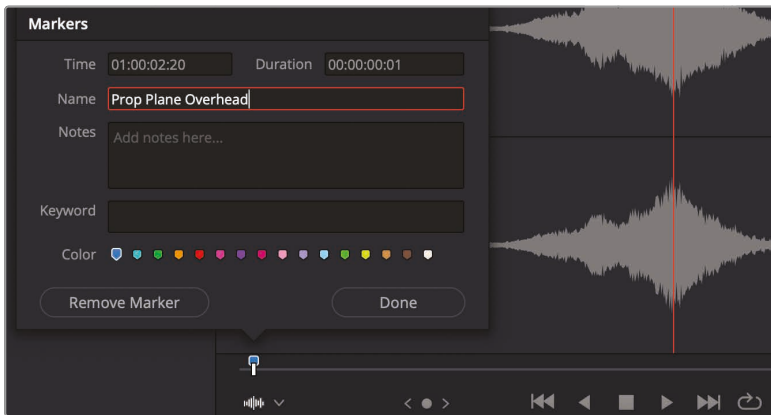 Markers
Time 01:00:02:20 Duration 00:00:00:01
Name Prop Plane Overhead
Notes Add notes here...
Keyword
Color
Remove Marker Done